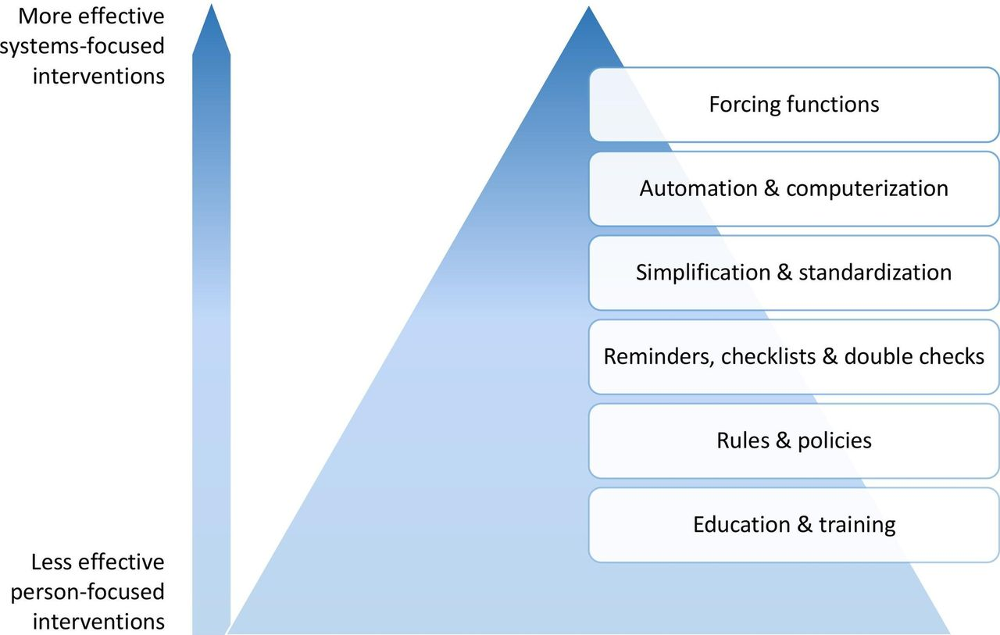 More effective
systems-focused
interventions
Forcing functions
Automation & computerization
Simplification & standardization
Reminders, checklists & double checks
Rules & policies
Education & training
Less effective
person-focused
interventions